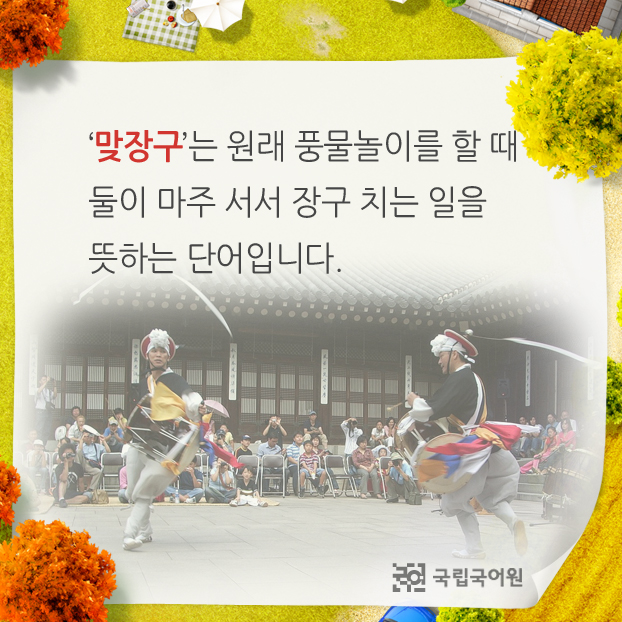 ‘맞장구’는 원래 풍물놀이를 할 때
둘이 마주 서서 장구 치는 일을
뜻하는 단어입니다.
국립국어원